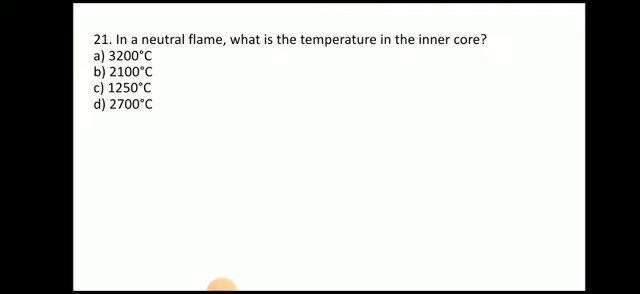 21. In a neutral flame, what is the temperature in the inner core?
a) 3200°C
b) 2100°C
c) 1250°C
d) 2700°C